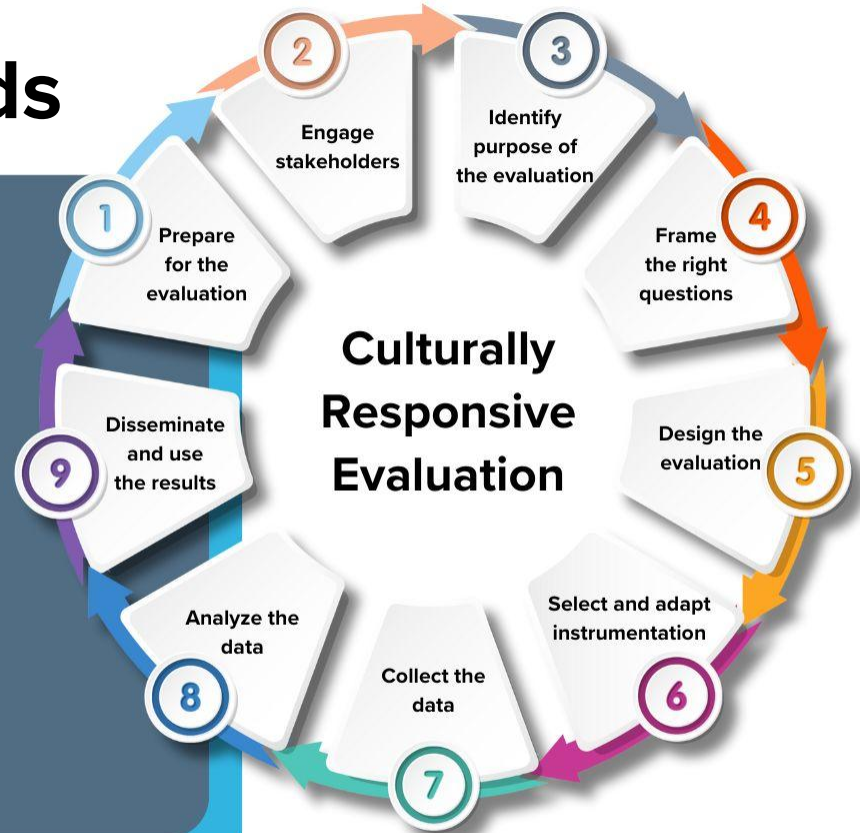 ds
Culturally
Responsive
Evaluation
1
Prepare
for the
evaluation
2
Engage
stakeholders
3
Identify
purpose of
the evaluation
4
Frame
the right
questions
5
Design the
evaluation
6
Select and adapt
instrumentation
7
Collect the
data
8
Analyze the
data
9
Disseminate
and use
the results